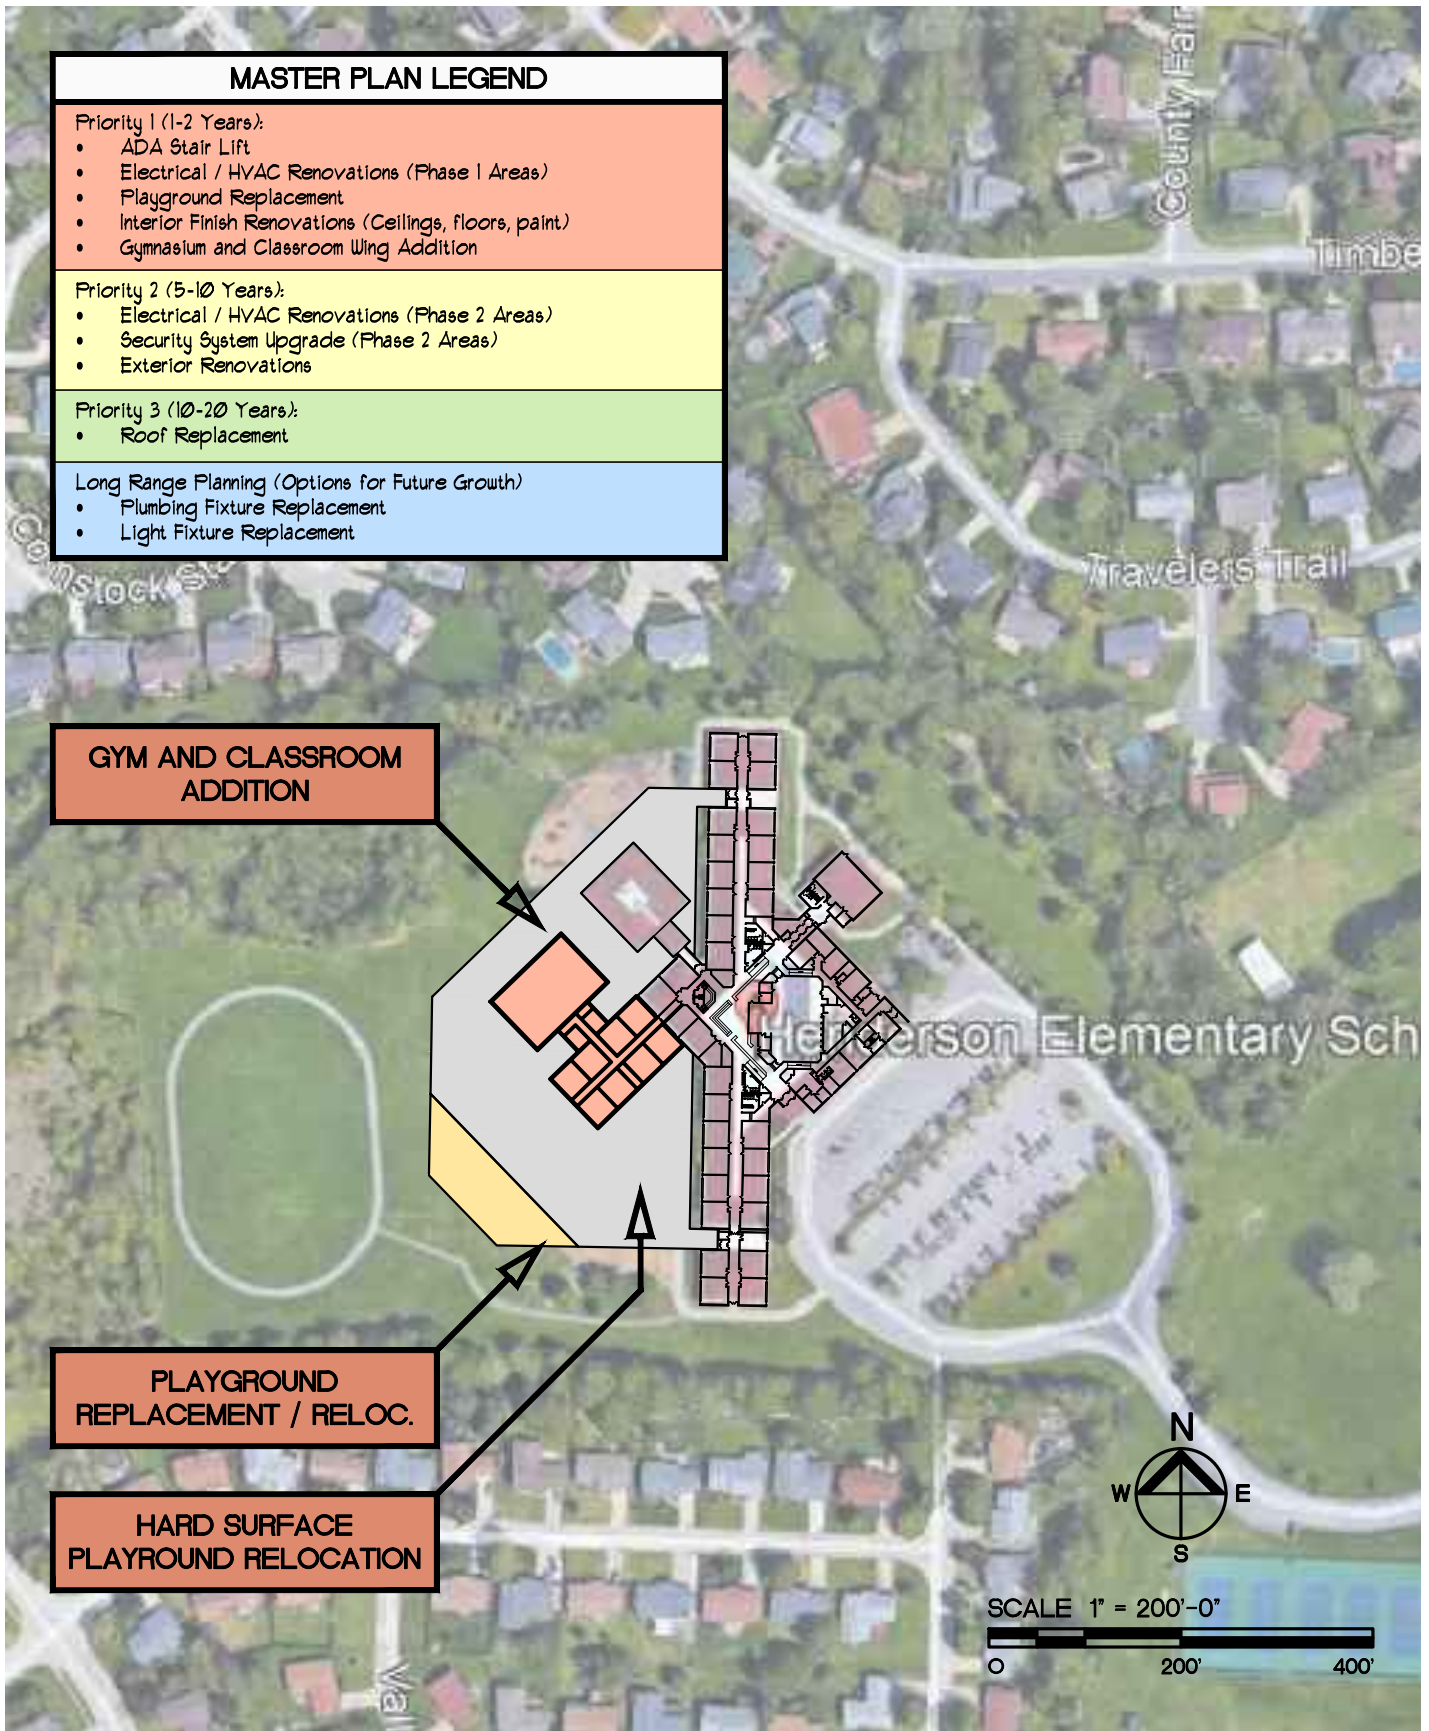 MASTER PLAN LEGEND
Priority 1 (1-2 Years):
• ADA Stair Lift
• Electrical / HVAC Renovations (Phase 1 Areas)
• Playground Replacement
• Interior Finish Renovations (Ceilings, floors, paint)
• Gymnasium and Classroom Wing Addition
Priority 2 (5-10 Years):
• Electrical / HVAC Renovations (Phase 2 Areas)
• Security System Upgrade (Phase 2 Areas)
• Exterior Renovations
Priority 3 (10-20 Years):
• Roof Replacement
Long Range Planning (Options for Future Growth)
• Plumbing Fixture Replacement
• Light Fixture Replacement
County Fair
Timbe
Travelers Trail
Comstock St
GYM AND CLASSROOM
ADDITION
Henderson Elementary Sch
PLAYGROUND
REPLACEMENT / RELOC.
HARD SURFACE
PLAYROUND RELOCATION
N
W E
S
SCALE 1" = 200'-0"
0 200' 400'
Val